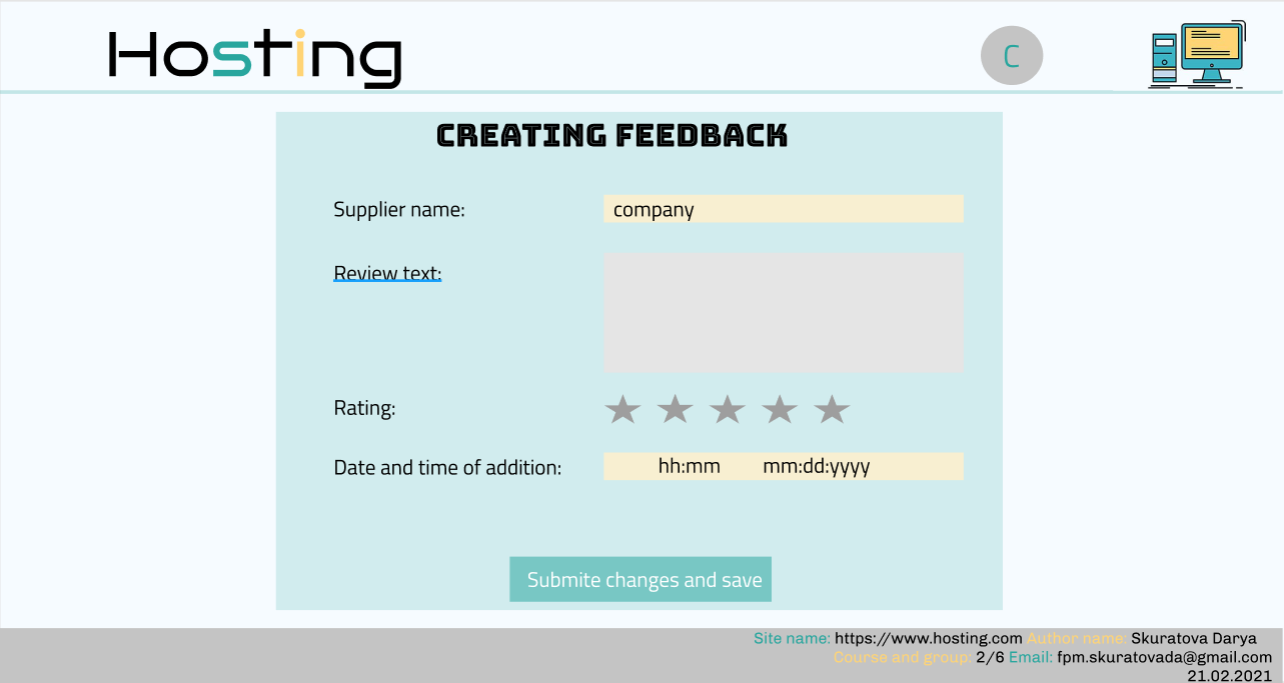 Hosting
C
CREATING FEEDBACK
Supplier name:
company
Review text:
Rating:
Date and time of addition:
hh:mm mm:dd:yyyy
Submite changes and save
Site name: https://www.hosting.com Author name: Skuratova Darya
Course and group: 2/6 Email: fpm.skuratovada@gmail.com
21.02.2021